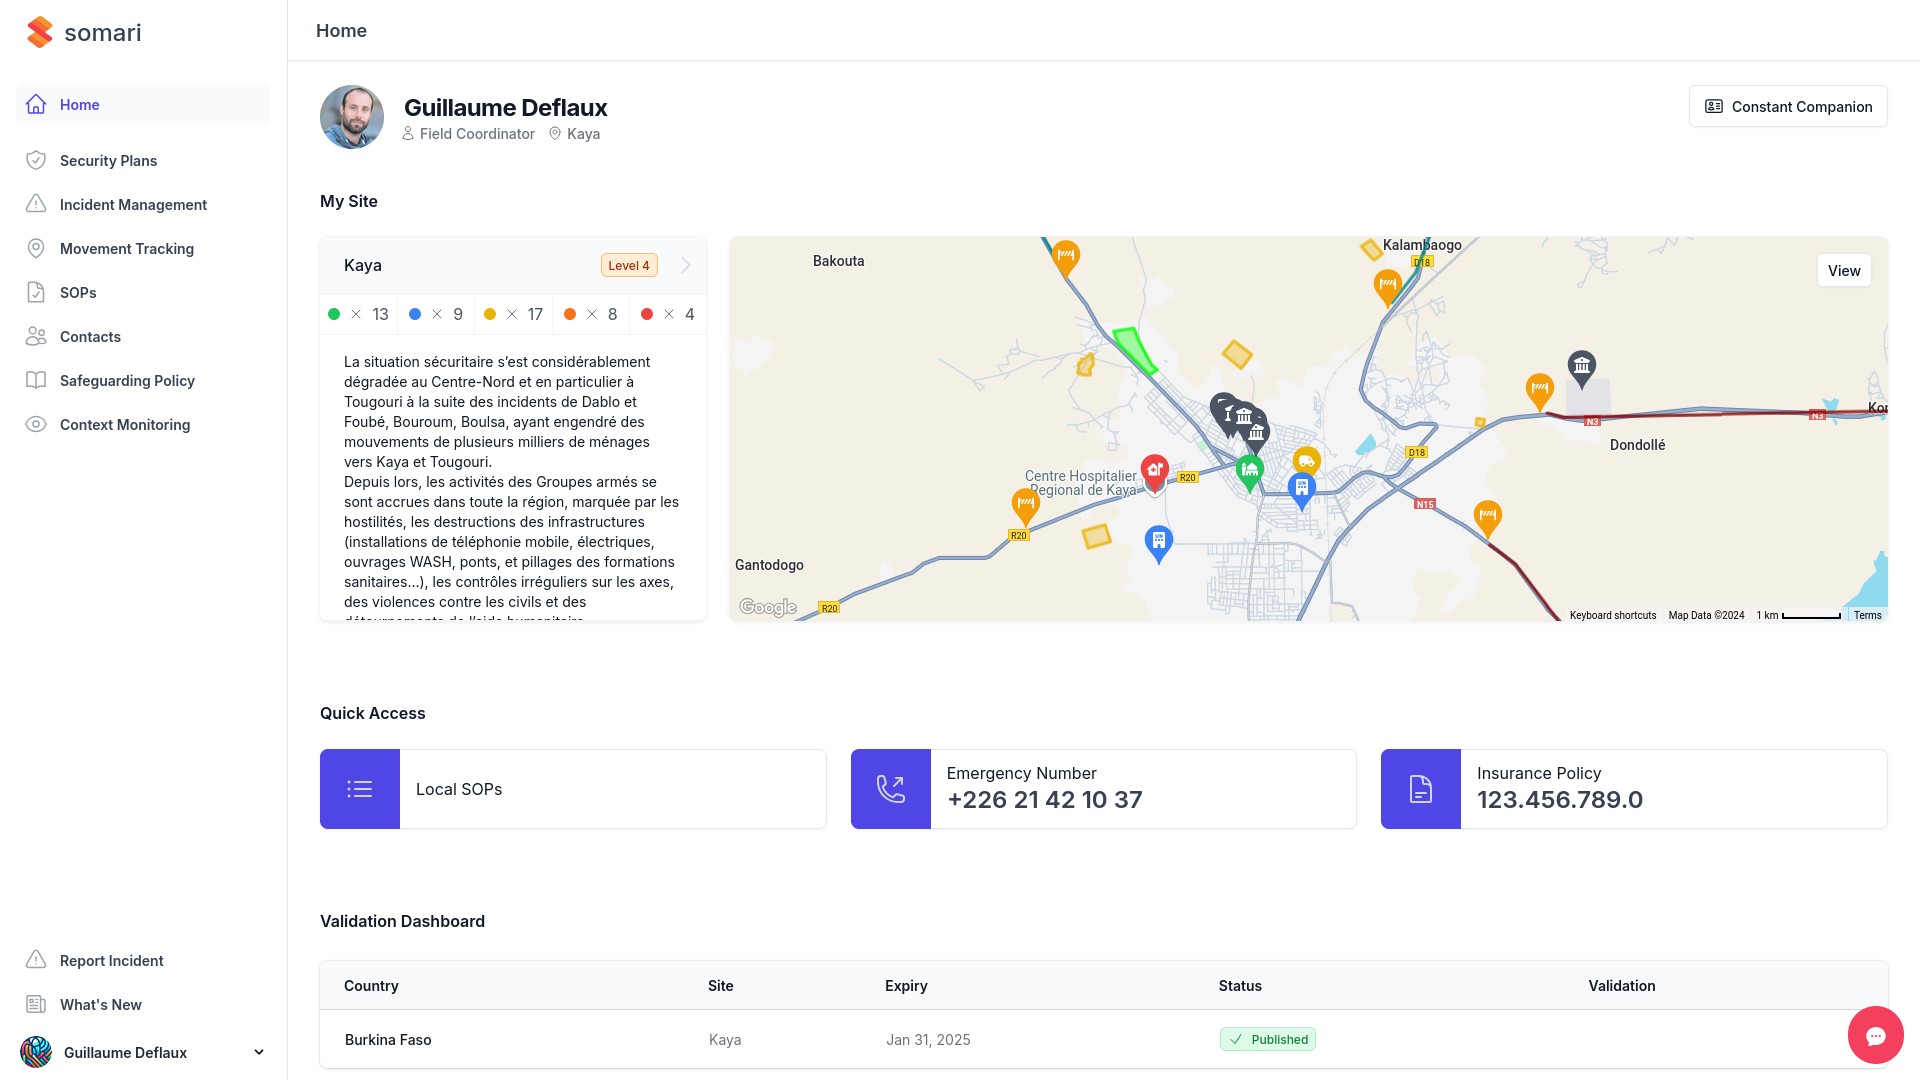 somari
Home
Home
Security Plans
Incident Management
Movement Tracking
SOPs
Contacts
Safeguarding Policy
Context Monitoring
Report Incident
What's New
Guillaume Deflaux
Guillaume Deflaux
Field Coordinator
Kaya
Constant Companion
My Site
Kaya
Level 4
13
9
17
8
4
La situation sécuritaire s’est considérablement
dégradée au Centre-Nord et en particulier à
Tougouri à la suite des incidents de Dablo et
Foubé, Bouroum, Boulsa, ayant engendré des
mouvements de plusieurs milliers de ménages
vers Kaya et Tougouri.
Depuis lors, les activités des Groupes armés se
sont accrues dans toute la région, marquée par les
hostilités, les destructions des infrastructures
(installations de téléphonie mobile, électriques,
ouvrages WASH, ponts, et pillages des formations
sanitaires…), les contrôles irréguliers sur les axes,
des violences contre les civils et des
Bakouta
Kalambaogo
D18
View
Kor
N3
N3
Dondollé
D18
Centre Hospitalier
Regional de Kaya
R20
N15
R20
Gantodogo
R20
Google
Keyboard shortcuts
Map Data ©2024
1 km
Terms
Quick Access
Local SOPs
Emergency Number
+226 21 42 10 37
Insurance Policy
123.456.789.0
Validation Dashboard
Country Site Expiry Status Validation
Burkina Faso Kaya Jan 31, 2025 Published